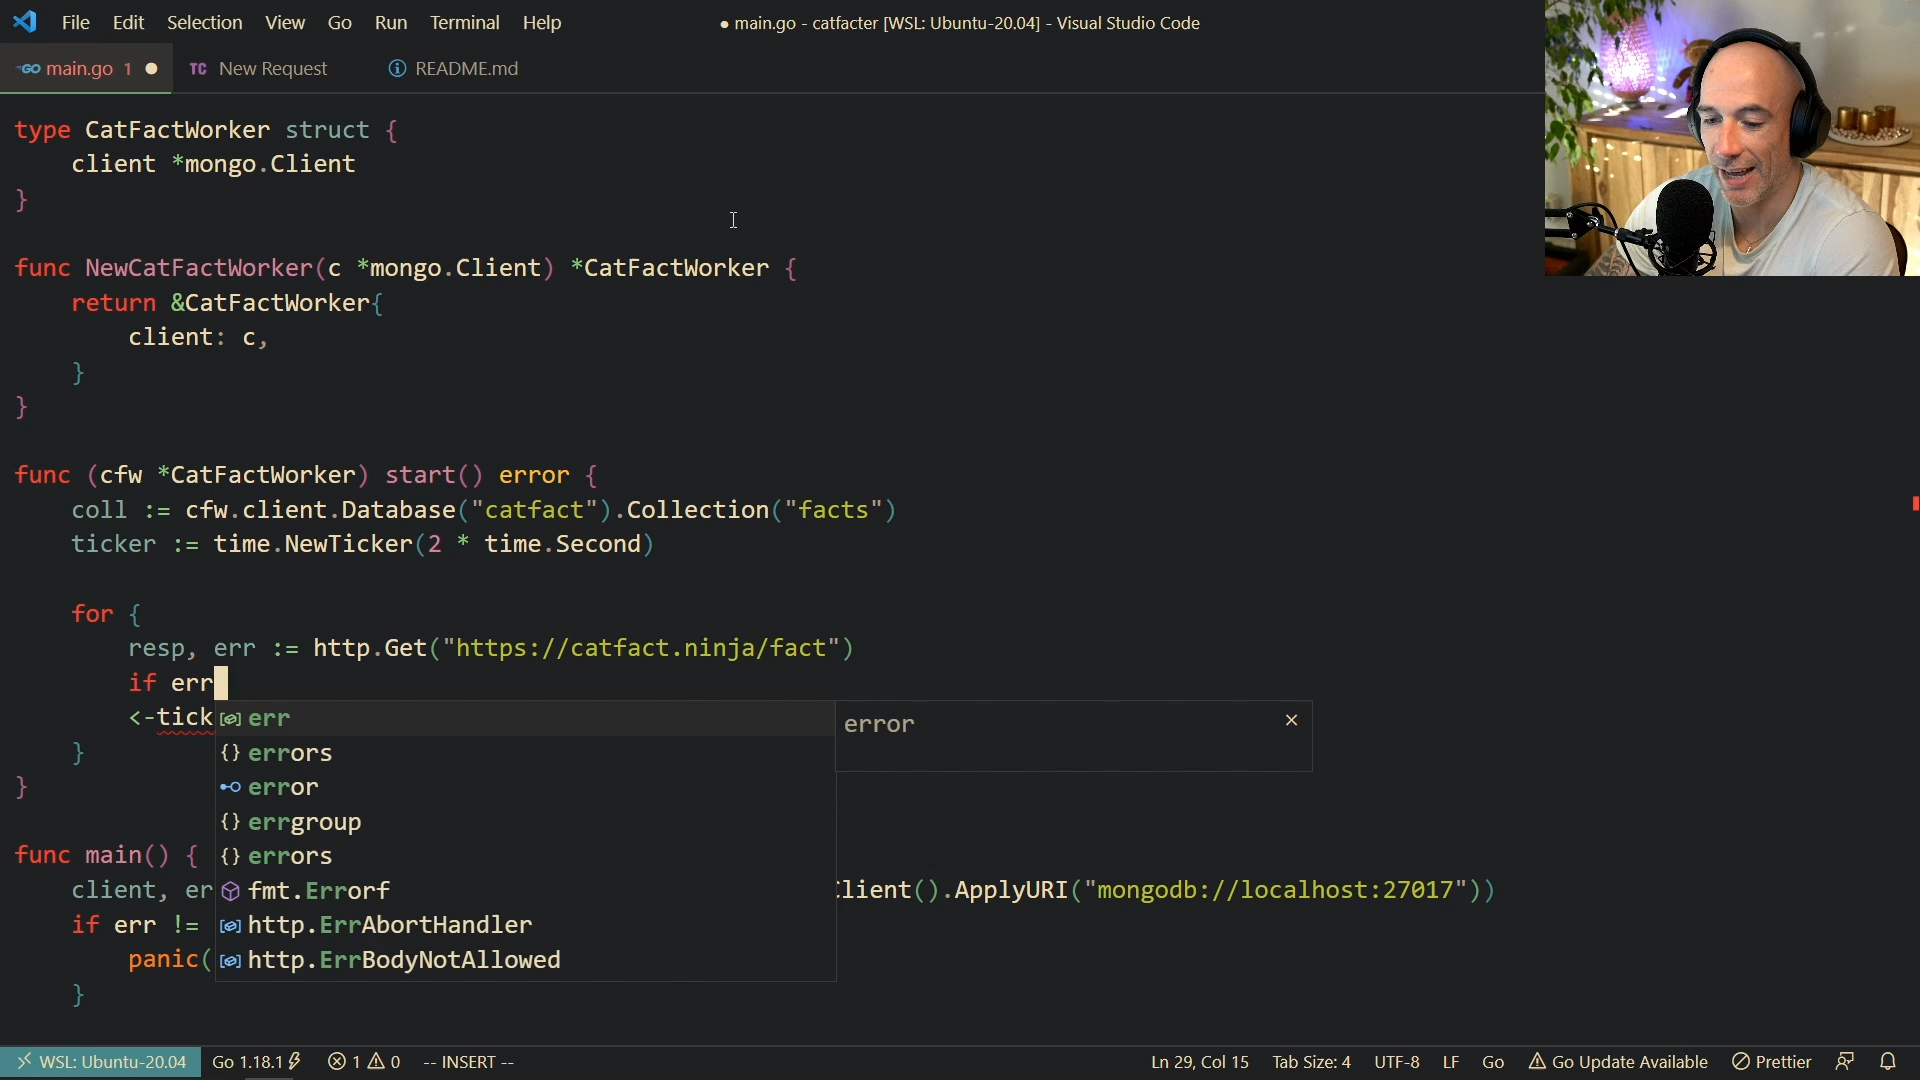 File Edit Selection View Go Run Terminal Help
● main.go - catfacter [WSL: Ubuntu-20.04] - Visual Studio Code
GO main.go 1 ● TC New Request README.md
type CatFactWorker struct {
client *mongo.Client
}
func NewCatFactWorker(c *mongo.Client) *CatFactWorker {
return &CatFactWorker{
client: c,
}
}
func (cfw *CatFactWorker) start() error {
coll := cfw.client.Database("catfact").Collection("facts")
ticker := time.NewTicker(2 * time.Second)
for {
resp, err := http.Get("https://catfact.ninja/fact")
if err
<-tick
err
error
errors
}
error
}
errgroup
func main() {
errors
client, er
fmt.Errorf
lient().ApplyURI("mongodb://localhost:27017"))
if err !=
http.ErrAbortHandler
panic(
http.ErrBodyNotAllowed
}
WSL: Ubuntu-20.04 Go 1.18.1 1 0 -- INSERT -- Ln 29, Col 15 Tab Size: 4 UTF-8 LF Go Go Update Available Prettier